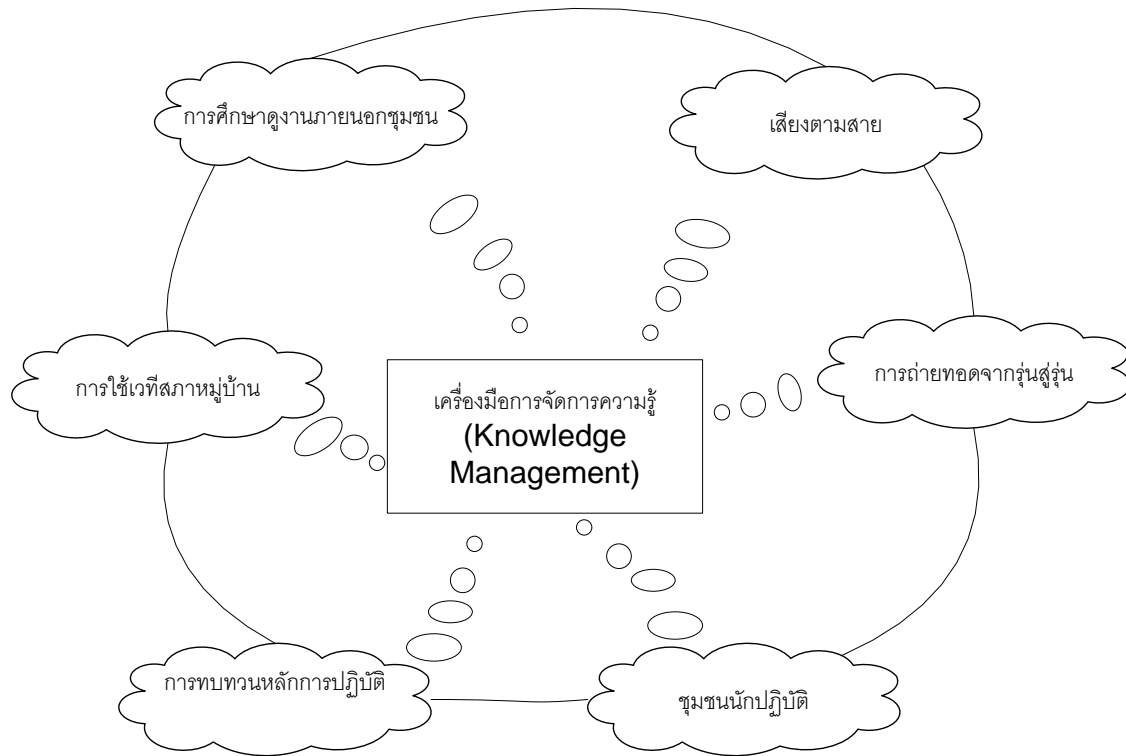 การศึกษาดูงานภายนอกชุมชน
เสียงตามสาย
การใช้เวทีสภาหมู่บ้าน
เครื่องมือการจัดการความรู้
(Knowledge
Management)
การถ่ายทอดจากรุ่นสู่รุ่น
การทบทวนหลักการปฏิบัติ
ชุมชนนักปฏิบัติ